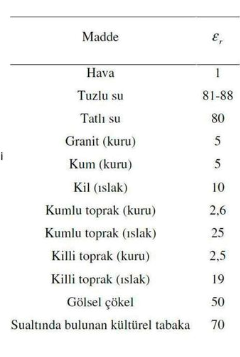 Madde εr
Hava 1
Tuzlu su 81-88
Tatlı su 80
Granit (kuru) 5
i
Kum (kuru) 5
Kil (ıslak) 10
Kumlu toprak (kuru) 2,6
Kumlu toprak (ıslak) 25
Killi toprak (kuru) 2,5
Killi toprak (ıslak) 19
Gölsel çökel 50
Sualtında bulunan kültürel tabaka 70